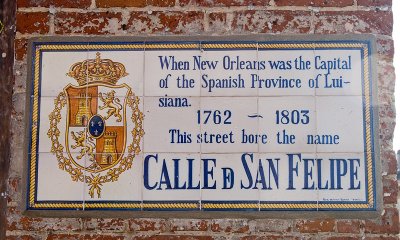 When New Orleans was the Capital
of the Spanish Province of Lui-
siana.
1762 ~ 1803
This street bore the name
CALLE D SAN FELIPE